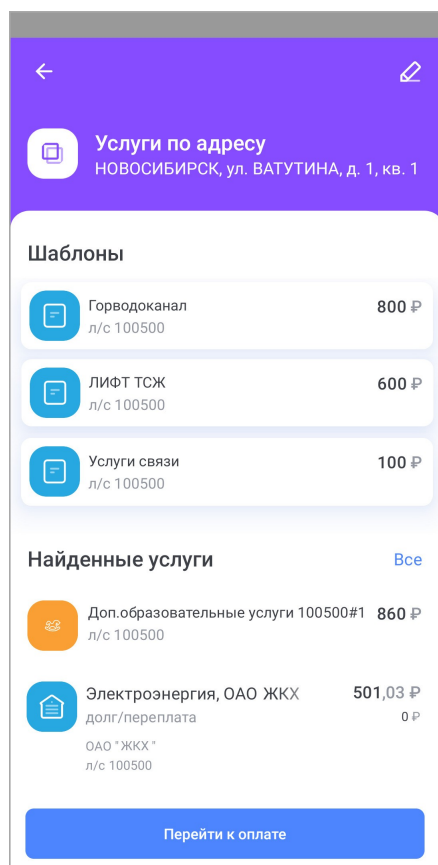 Услуги по адресу
НОВОСИБИРСК, ул. ВАТУТИНА, д. 1, кв. 1
Шаблоны
Горводоканал 800 ₽
л/с 100500
ЛИФТ ТСЖ 600 ₽
л/с 100500
Услуги связи 100 ₽
л/с 100500
Найденные услуги Все
Доп.образовательные услуги 100500#1 860 ₽
л/с 100500
Электроэнергия, ОАО ЖКХ 501,03 ₽
долг/переплата 0 ₽
ОАО "ЖКХ"
л/с 100500
Перейти к оплате